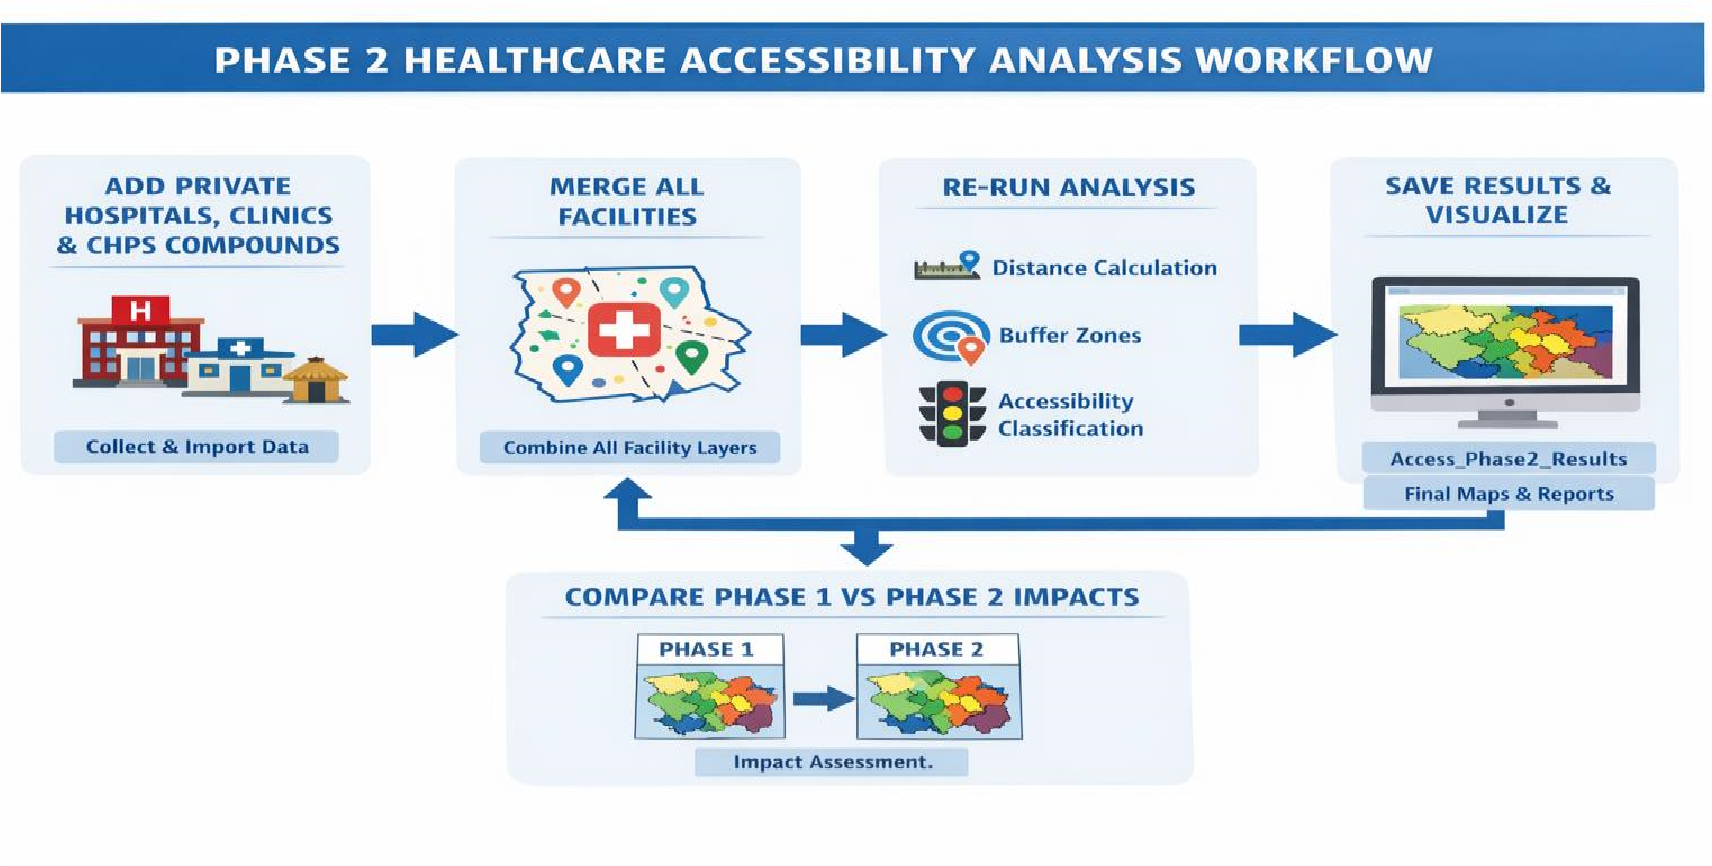 PHASE 2 HEALTHCARE ACCESSIBILITY ANALYSIS WORKFLOW
ADD PRIVATE
HOSPITALS, CLINICS
& CHPS COMPOUNDS
H
Collect & Import Data
MERGE ALL
FACILITIES
Combine All Facility Layers
RE-RUN ANALYSIS
Distance Calculation
Buffer Zones
Accessibility
Classification
SAVE RESULTS &
VISUALIZE
Access_Phase2_Results
Final Maps & Reports
COMPARE PHASE 1 VS PHASE 2 IMPACTS
PHASE 1
PHASE 2
Impact Assessment.